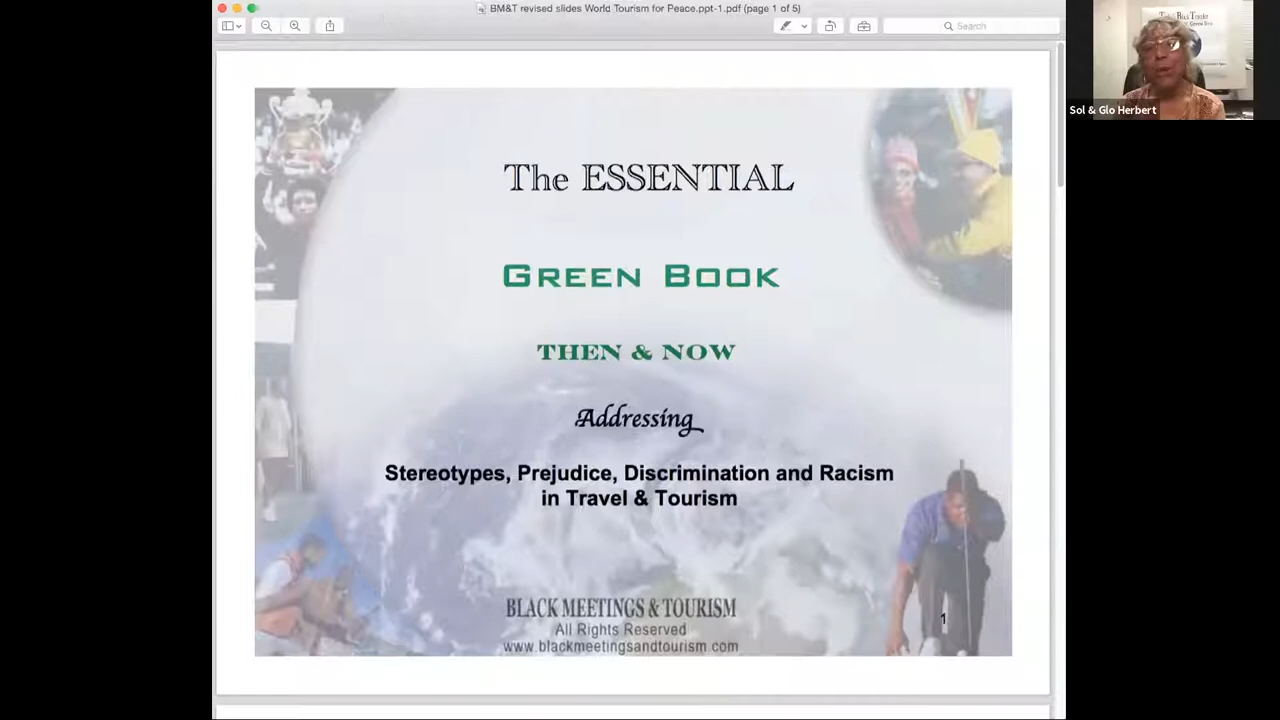 BM&T revised slides World Tourism for Peace.ppt-1.pdf (page 1 of 5)
Search
Sol & Glo Herbert
The ESSENTIAL
GREEN BOOK
THEN & NOW
Addressing
Stereotypes, Prejudice, Discrimination and Racism
in Travel & Tourism
BLACK MEETINGS & TOURISM
All Rights Reserved
www.blackmeetingsandtourism.com
1